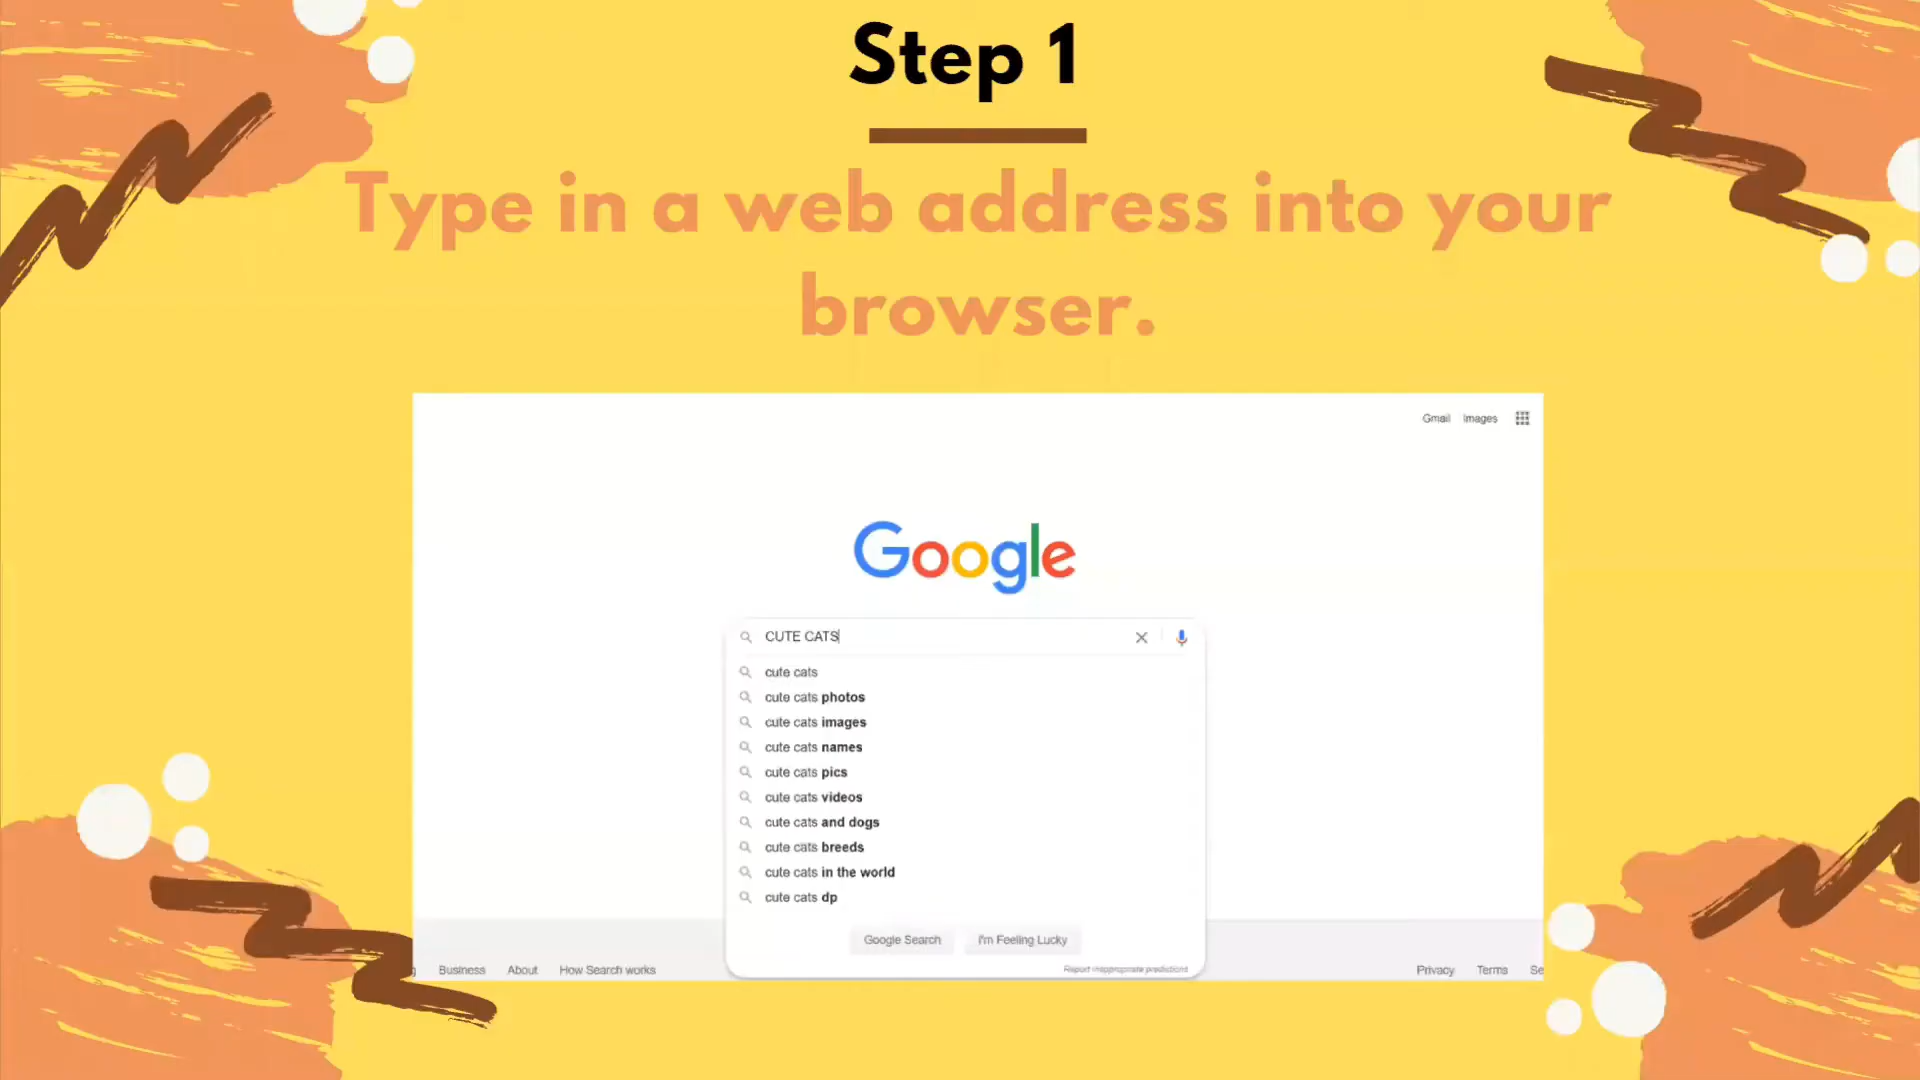 Step 1
Type in a web address into your
browser.
Gmail Images
Google
CUTE CATS
cute cats
cute cats photos
cute cats images
cute cats names
cute cats pics
cute cats videos
cute cats and dogs
cute cats breeds
cute cats in the world
cute cats dp
Google Search I'm Feeling Lucky
Report inappropriate predictions
Business About How Search works Privacy Terms Se